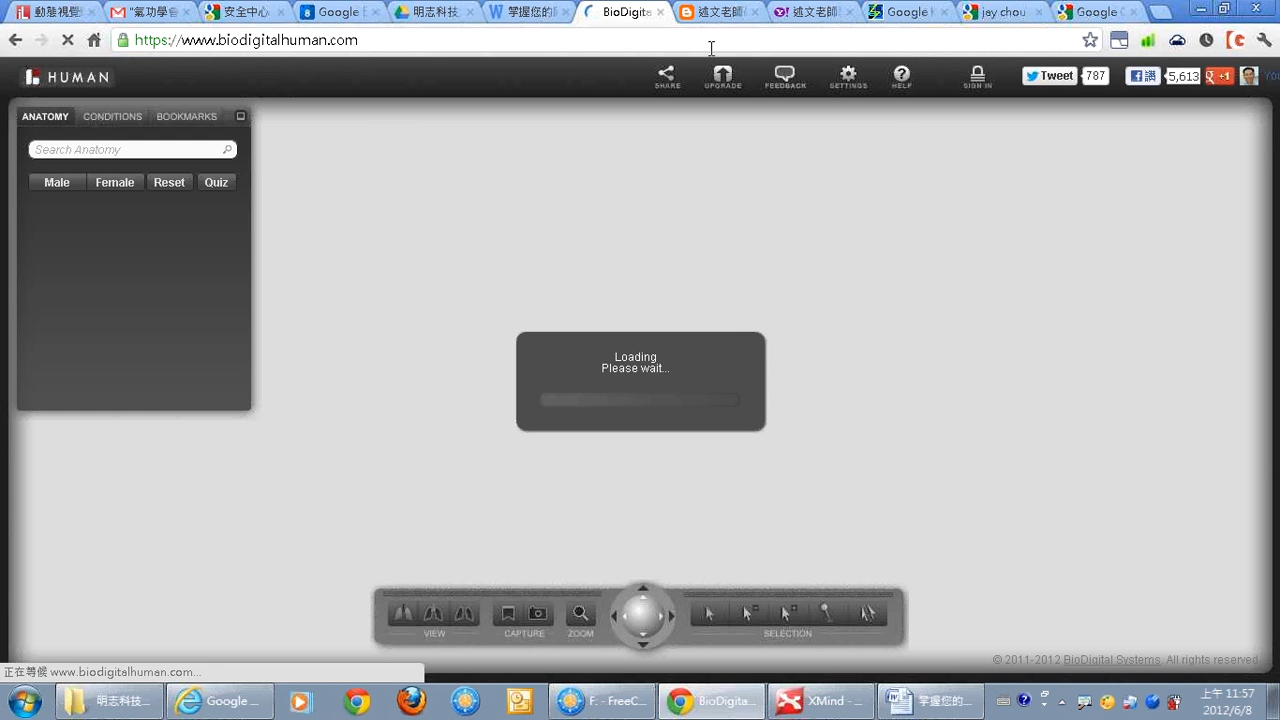 動態視覺
"氣功學會
安全中心
Google
明志科技
掌握您的
BioDigita
述文老師
述文老師
Google
jay chou
Google
https://www.biodigitalhuman.com
HUMAN
SHARE
UPGRADE
FEEDBACK
SETTINGS
HELP
SIGN IN
Tweet
787
讚
5,613
+1
ANATOMY
CONDITIONS
BOOKMARKS
Search Anatomy
Male
Female
Reset
Quiz
Loading
Please wait...
VIEW
CAPTURE
ZOOM
SELECTION
© 2011-2012 BioDigital Systems. All rights reserved.
正在等候 www.biodigitalhuman.com...
明志科技...
Google ...
F: - FreeC...
BioDigita...
XMind - ...
掌握您的...
上午 11:57
2012/6/8